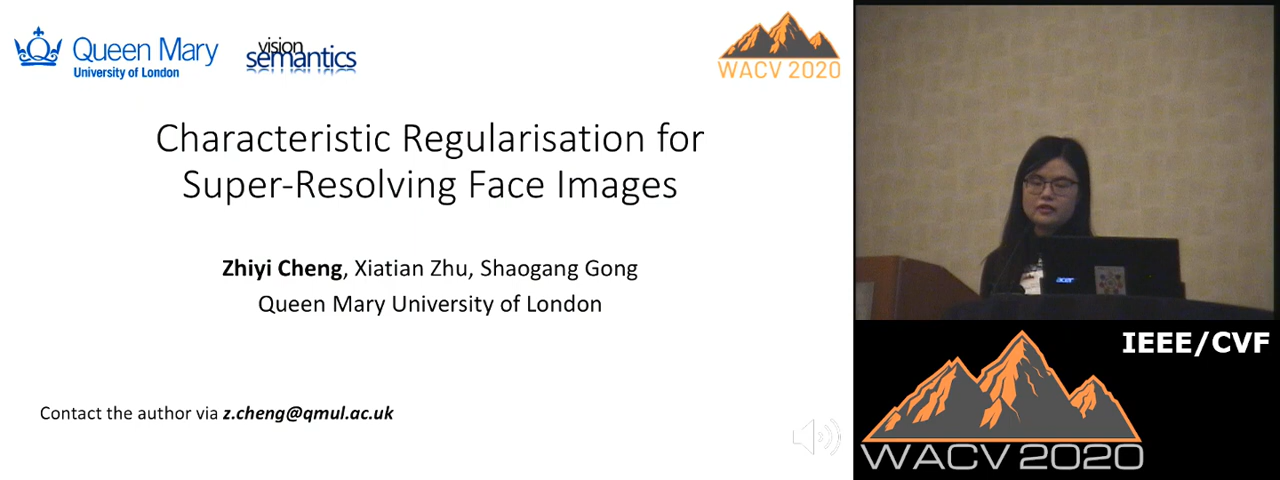 Queen Mary
University of London
vision
semantics
WACV 2020
Characteristic Regularisation for
Super-Resolving Face Images
Zhiyi Cheng, Xiatian Zhu, Shaogang Gong
Queen Mary University of London
Contact the author via z.cheng@qmul.ac.uk
acer
IEEE/CVF
WACV 2020